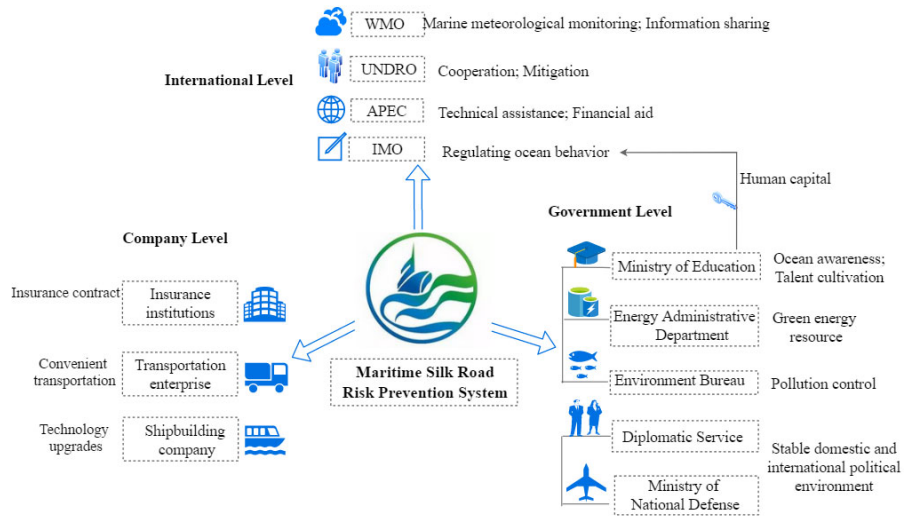 WMO
Marine meteorological monitoring; Information sharing
International Level
UNDRO
Cooperation; Mitigation
APEC
Technical assistance; Financial aid
IMO
Regulating ocean behavior
Human capital
Government Level
Company Level
Ministry of Education
Ocean awareness;
Talent cultivation
Insurance contract
Insurance
institutions
Energy Administrative
Department
Green energy
resource
Convenient
transportation
Transportation
enterprise
Maritime Silk Road
Risk Prevention System
Environment Bureau
Pollution control
Technology
upgrades
Shipbuilding
company
Diplomatic Service
Ministry of
National Defense
Stable domestic and
international political
environment